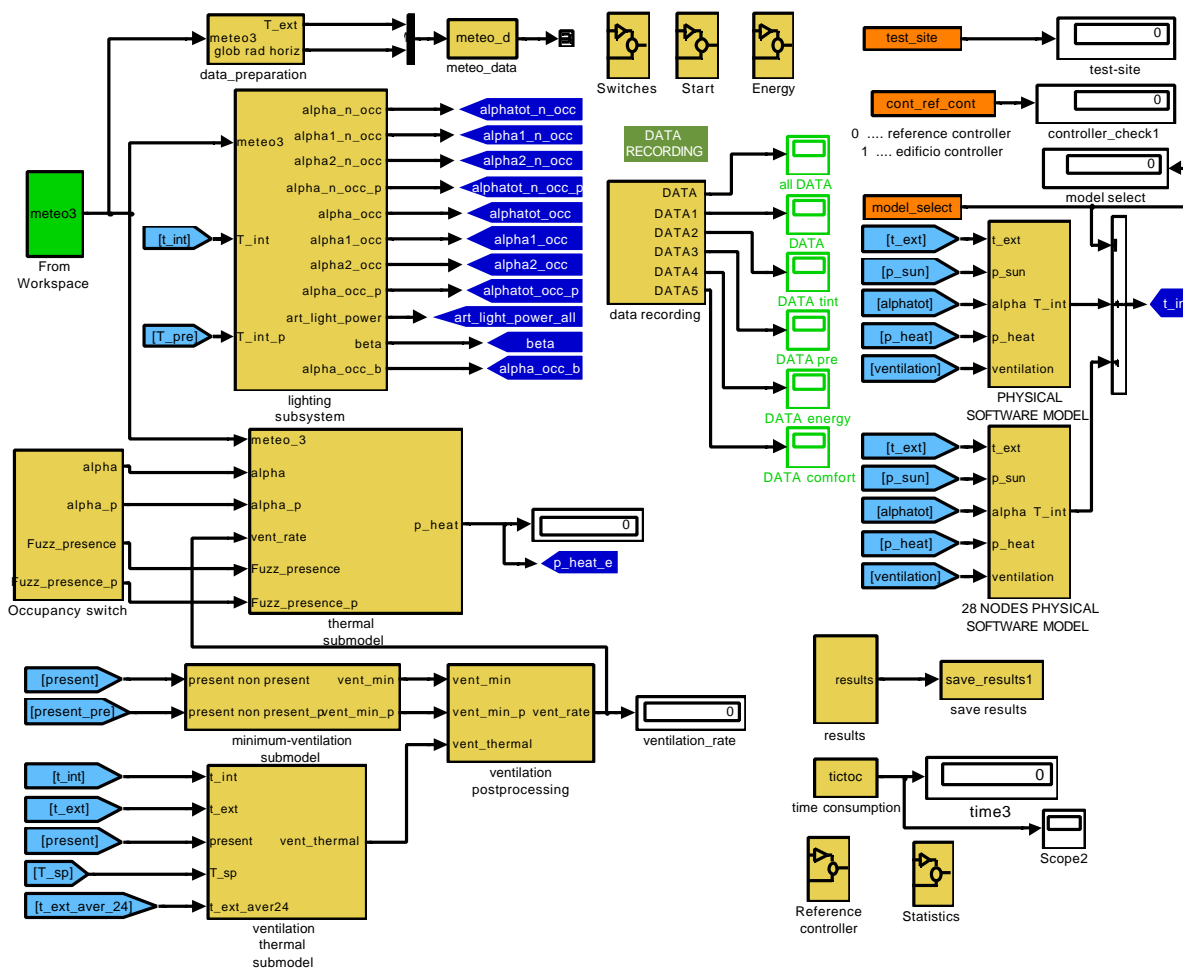 meteo3
T_ext
glob rad horiz
data_preparation
meteo_d
meteo_data
Switches
Start
Energy
test_site
0
test-site
cont_ref_cont
0
controller_check1
0 .... reference controller
1 .... edificio controller
0
model select
model_select
meteo3
From
Workspace
[t_int]
[T_pre]
meteo3
T_int
T_int_p
alpha_n_occ
alpha1_n_occ
alpha2_n_occ
alpha_n_occ_p
alpha_occ
alpha1_occ
alpha2_occ
alpha_occ_p
art_light_power
beta
alpha_occ_b
lighting
subsystem
alphatot_n_occ
alpha1_n_occ
alpha2_n_occ
alphatot_n_occ_p
alphatot_occ
alpha1_occ
alpha2_occ
alphatot_occ_p
art_light_power_all
beta
alpha_occ_b
DATA
RECORDING
DATA
DATA1
DATA2
DATA3
DATA4
DATA5
data recording
all DATA
DATA
DATA tint
DATA pre
DATA energy
DATA comfort
[t_ext]
[p_sun]
[alphatot]
[p_heat]
[ventilation]
t_ext
p_sun
alpha T_int
p_heat
ventilation
PHYSICAL
SOFTWARE MODEL
t_in
[t_ext]
[p_sun]
[alphatot]
[p_heat]
[ventilation]
t_ext
p_sun
alpha T_int
p_heat
ventilation
28 NODES PHYSICAL
SOFTWARE MODEL
alpha
alpha_p
Fuzz_presence
Fuzz_presence_p
Occupancy switch
meteo_3
alpha
alpha_p
vent_rate
Fuzz_presence
Fuzz_presence_p
p_heat
thermal
submodel
0
p_heat_e
[present]
[present_pre]
present non present
vent_min
present non present_p
vent_min_p
minimum-ventilation
submodel
vent_min
vent_min_p
vent_rate
vent_thermal
ventilation
postprocessing
0
ventilation_rate
[t_int]
[t_ext]
[present]
[T_sp]
[t_ext_aver_24]
t_int
t_ext
present
T_sp
t_ext_aver24
vent_thermal
ventilation
thermal
submodel
results
results
save_results1
save results
tictoc
time consumption
0
time3
Scope2
Reference
controller
Statistics